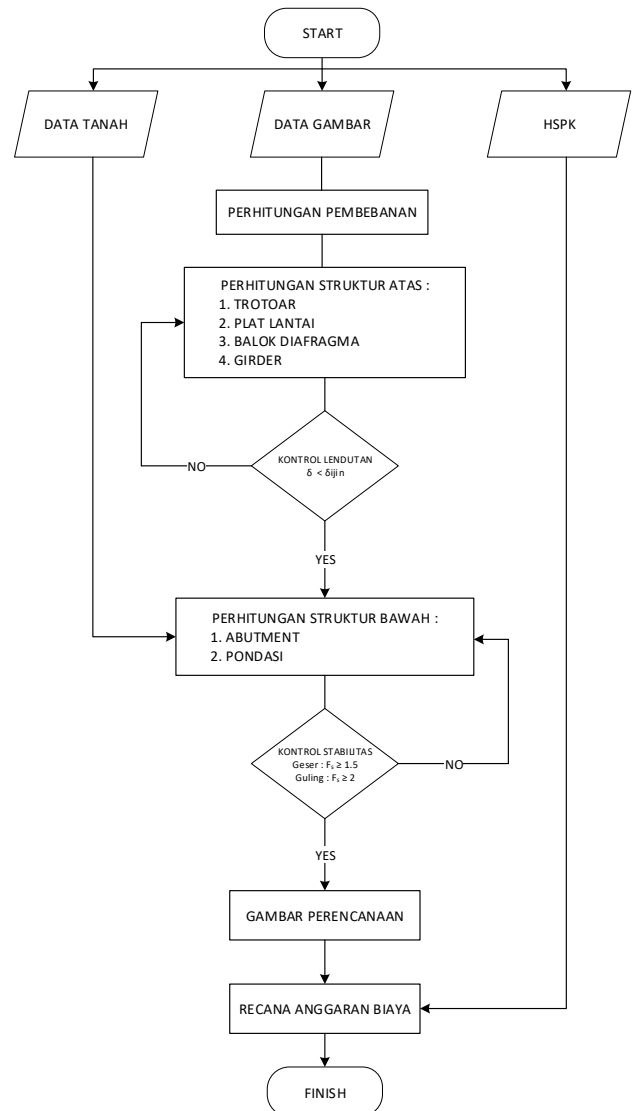 START
DATA TANAH
DATA GAMBAR
HSPK
PERHITUNGAN PEMBEBANAN
PERHITUNGAN STRUKTUR ATAS :
1. TROTOAR
2. PLAT LANTAI
3. BALOK DIAFRAGMA
4. GIRDER
KONTROL LENDUTAN
δ < δijin
NO
YES
PERHITUNGAN STRUKTUR BAWAH :
1. ABUTMENT
2. PONDASI
KONTROL STABILITAS
Geser : Fₛ ≥ 1.5
Guling : Fₛ ≥ 2
NO
YES
GAMBAR PERENCANAAN
RECANA ANGGARAN BIAYA
FINISH